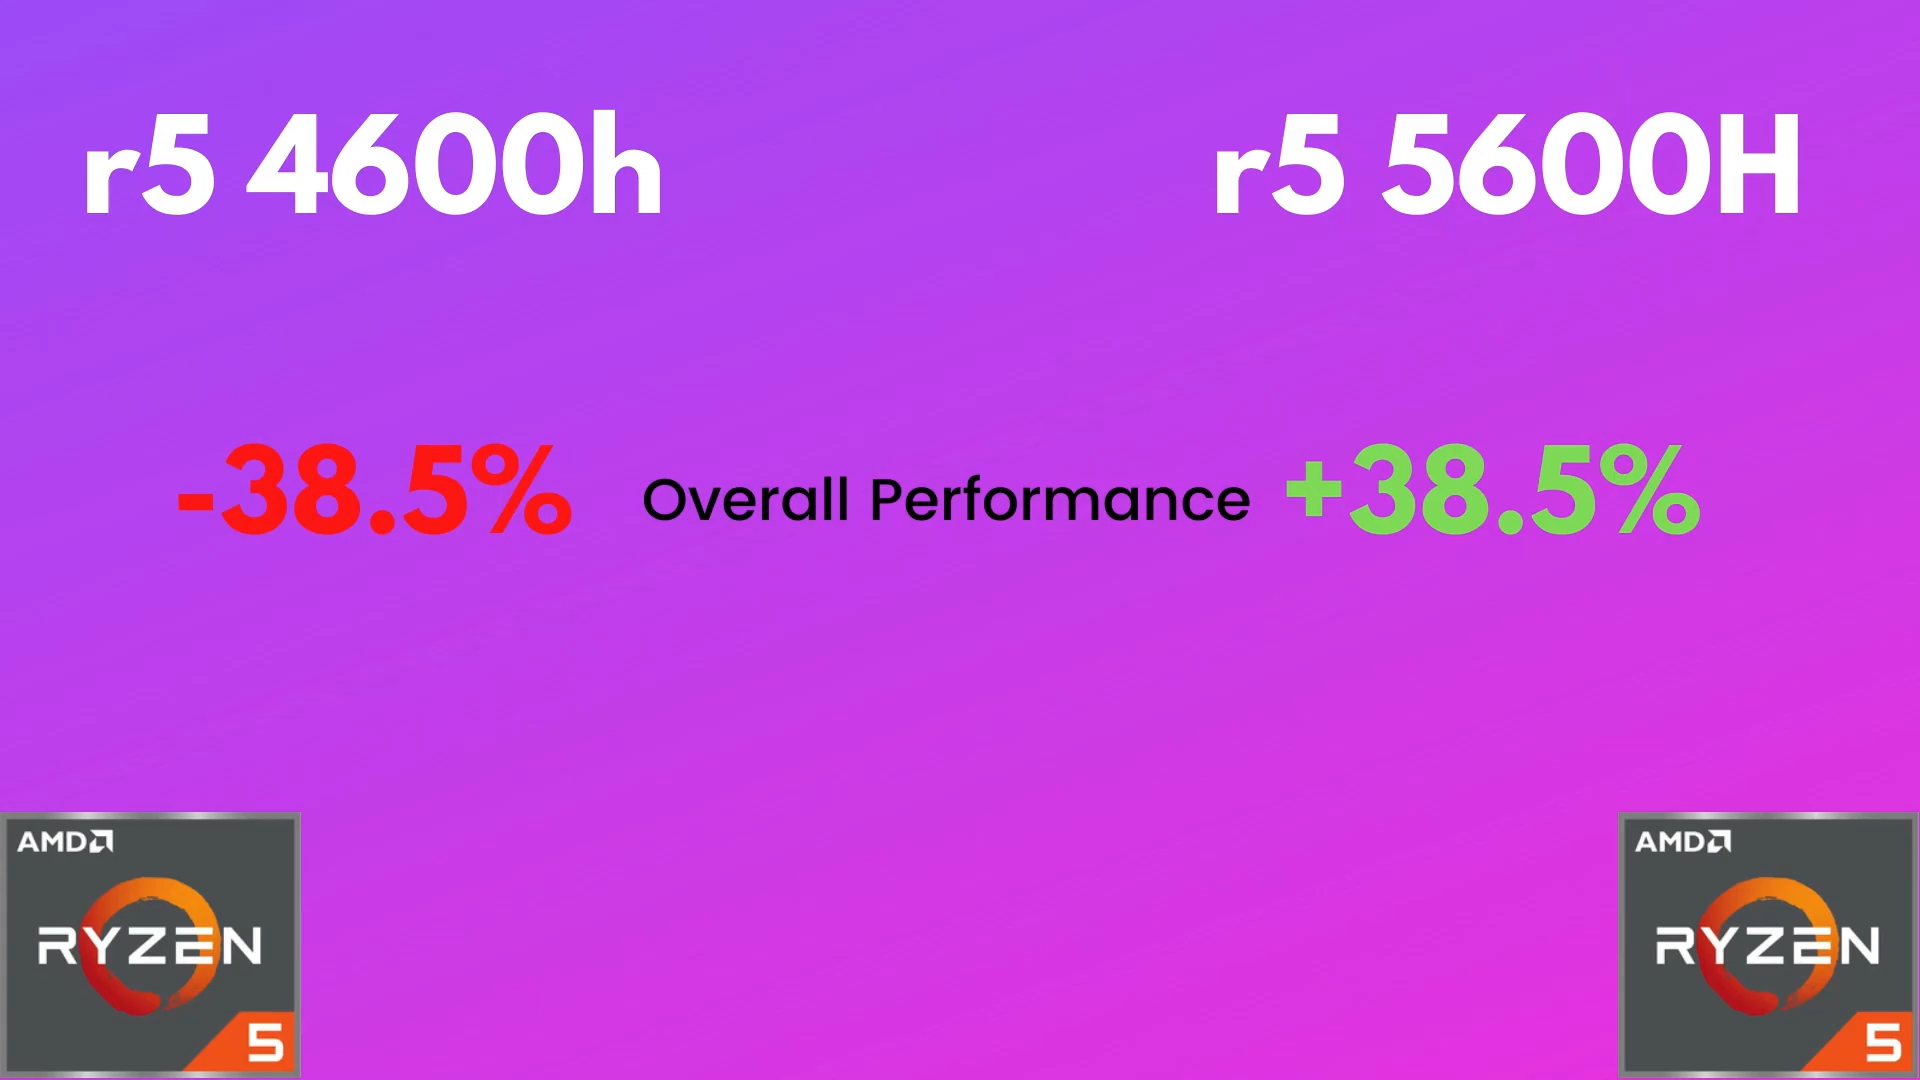 r5 4600h
r5 5600H
-38.5%
Overall Performance
+38.5%
AMD
RYZEN
5
AMD
RYZEN
5